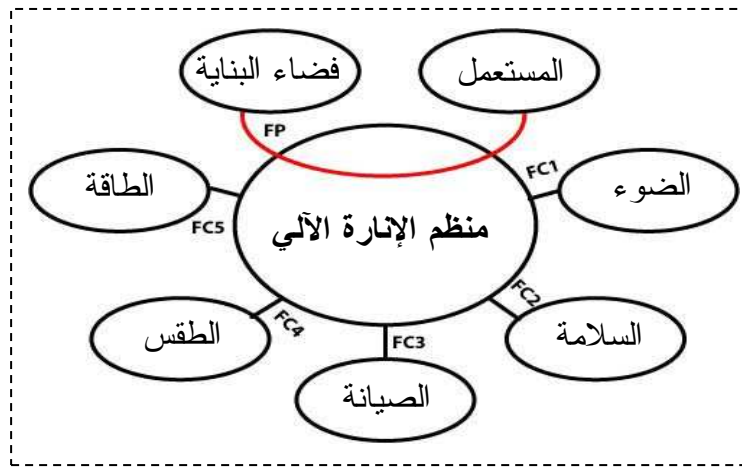 المستعمل
فضاء البناية
FP
FC1
الضوء
الطاقة
FC5
منظم الإنارة الآلي
FC2
السلامة
FC4
الطقس
FC3
الصيانة